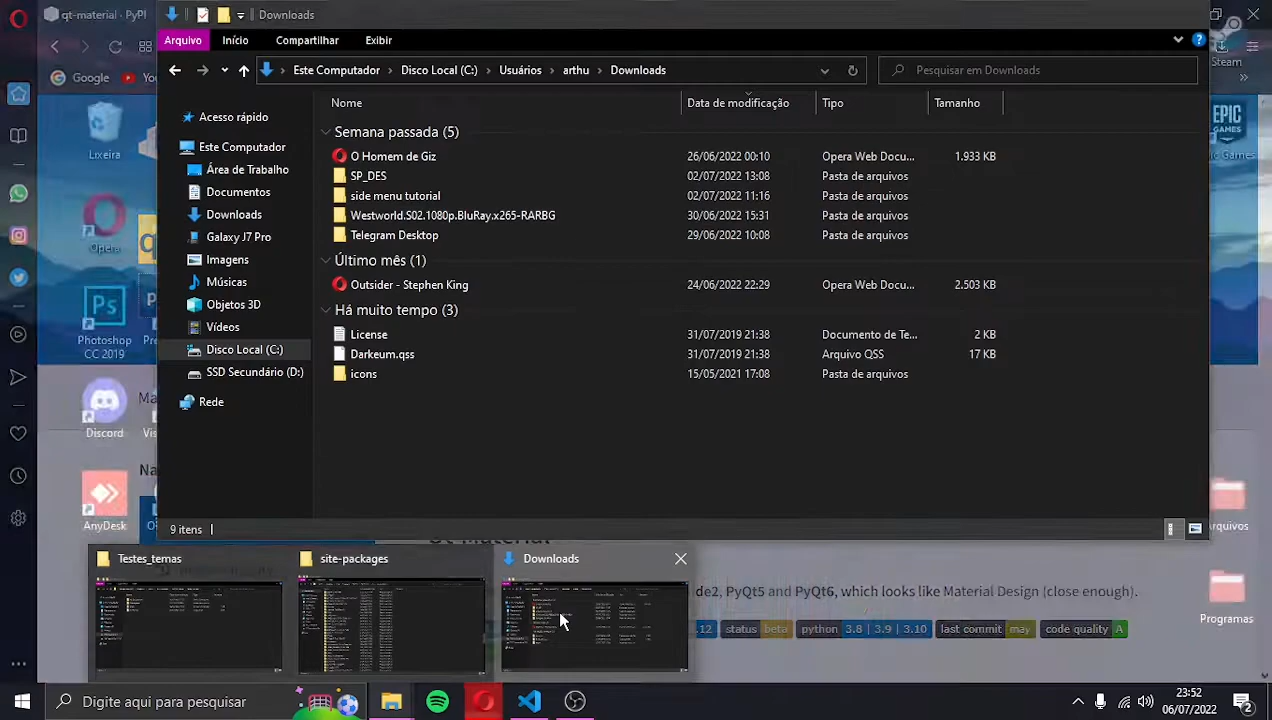 qt-material · PyPI
Downloads
Arquivo
Início
Compartilhar
Exibir
Este Computador > Disco Local (C:) > Usuários > arthu > Downloads
Pesquisar em Downloads
Google
Steam
Nome
Data de modificação
Tipo
Tamanho
Acesso rápido
Este Computador
Área de Trabalho
Documentos
Downloads
Galaxy J7 Pro
Imagens
Músicas
Objetos 3D
Vídeos
Disco Local (C:)
SSD Secundário (D:)
Rede
Semana passada (5)
O Homem de Giz 26/06/2022 00:10 Opera Web Docu... 1.933 KB
SP_DES 02/07/2022 13:08 Pasta de arquivos
side menu tutorial 02/07/2022 11:16 Pasta de arquivos
Westworld.S02.1080p.BluRay.x265-RARBG 30/06/2022 15:31 Pasta de arquivos
Telegram Desktop 29/06/2022 10:08 Pasta de arquivos
Último mês (1)
Outsider - Stephen King 24/06/2022 22:29 Opera Web Docu... 2.503 KB
Há muito tempo (3)
License 31/07/2019 21:38 Documento de Te... 2 KB
Darkeum.qss 31/07/2019 21:38 Arquivo QSS 17 KB
icons 15/05/2021 17:08 Pasta de arquivos
9 itens
Lixeira
Opera
Ps
Photoshop
CC 2019
Discord
AnyDesk
EPIC
GAMES
Epic Games
Arquivos
Programas
Testes_temas
site-packages
Downloads
de2, PyQt5 and PyQt6, which looks like Material Design (close enough).
.12 status beta python 3.8 | 3.9 | 3.10 last commit may code quality A
Digite aqui para pesquisar
23:52
06/07/2022
2